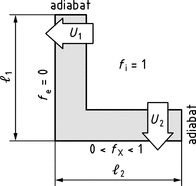 adiabat
U1
ℓ1
fe = 0
fi = 1
U2
adiabat
0 < fx < 1
ℓ2